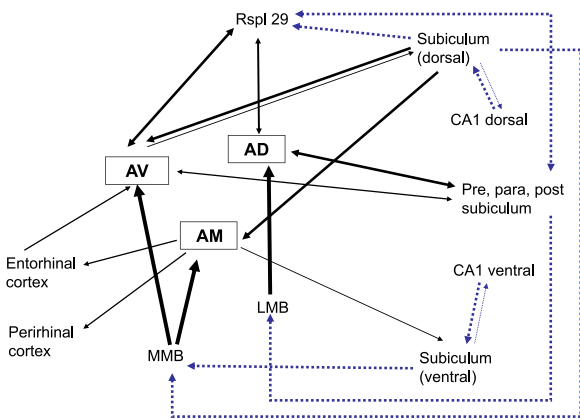 Rspl 29
Subiculum
(dorsal)
CA1 dorsal
AD
AV
Pre, para, post
subiculum
AM
Entorhinal
cortex
CA1 ventral
LMB
Perirhinal
cortex
MMB
Subiculum
(ventral)